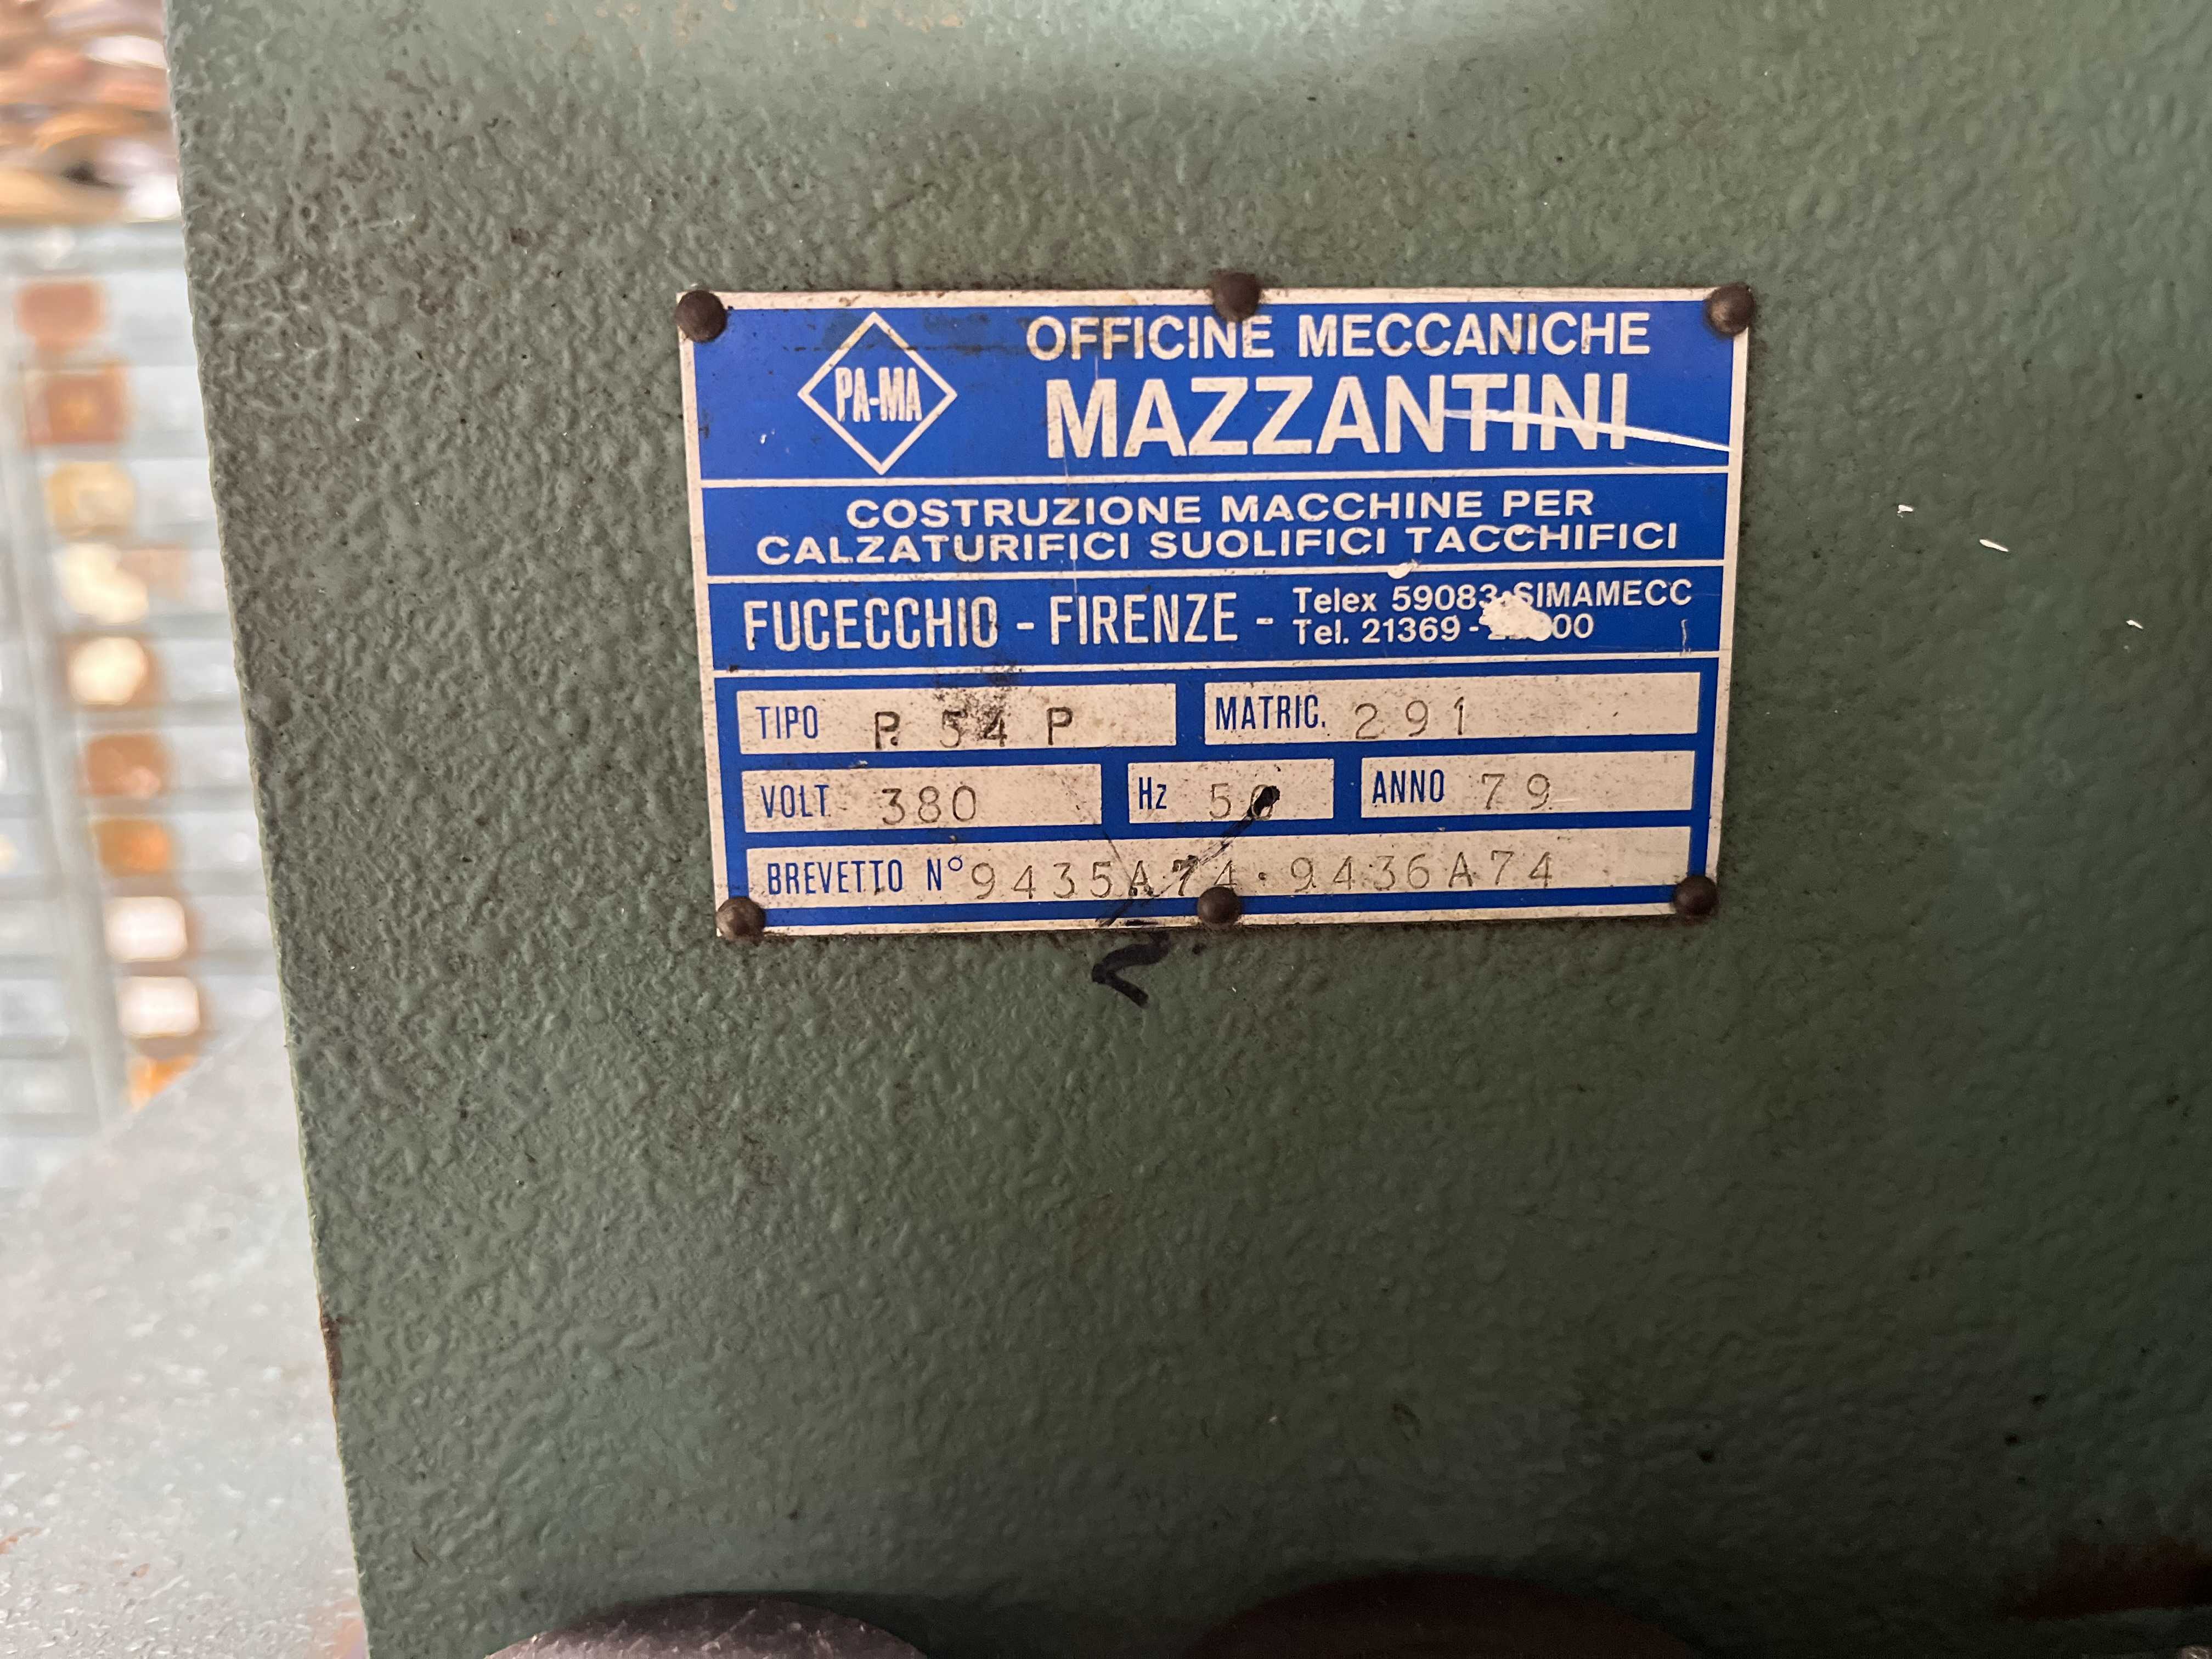 PA-MA
OFFICINE MECCANICHE
MAZZANTINI
COSTRUZIONE MACCHINE PER
CALZATURIFICI SUOLIFICI TACCHIFICI
FUCECCHIO - FIRENZE -
Telex 59083 SIMAMECC
Tel. 21369 -
TIPO P. 54 P
MATRIC. 291
VOLT. 380
Hz 50
ANNO 79
BREVETTO N° 9435A74. 9436A74